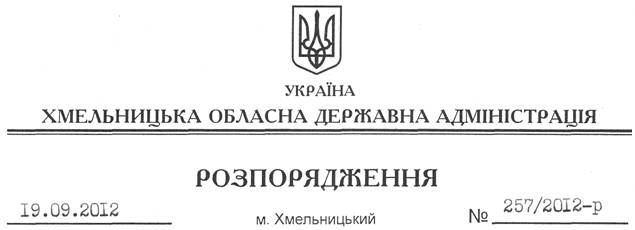 УКРАЇНА
ХМЕЛЬНИЦЬКА ОБЛАСНА ДЕРЖАВНА АДМІНІСТРАЦІЯ
РОЗПОРЯДЖЕННЯ
19.09.2012 м. Хмельницький № 257/2012-р